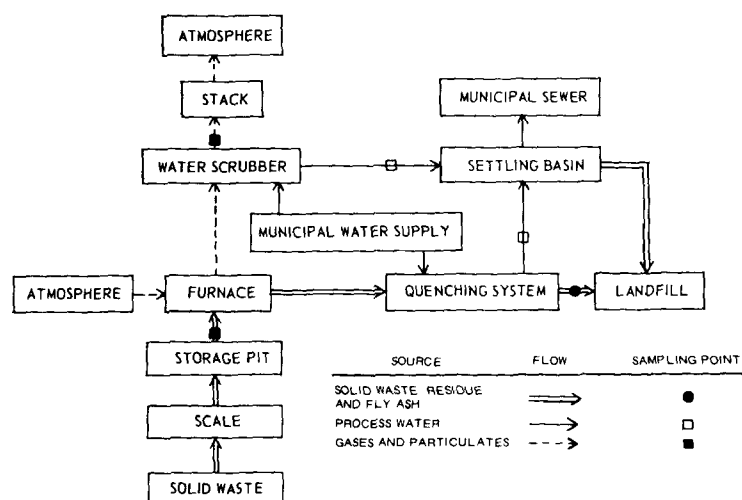 ATMOSPHERE
STACK
MUNICIPAL SEWER
WATER SCRUBBER
SETTLING BASIN
MUNICIPAL WATER SUPPLY
ATMOSPHERE
FURNACE
QUENCHING SYSTEM
LANDFILL
STORAGE PIT
SCALE
SOLID WASTE
SOURCE FLOW SAMPLING POINT
SOLID WASTE RESIDUE
AND FLY ASH
PROCESS WATER
GASES AND PARTICULATES